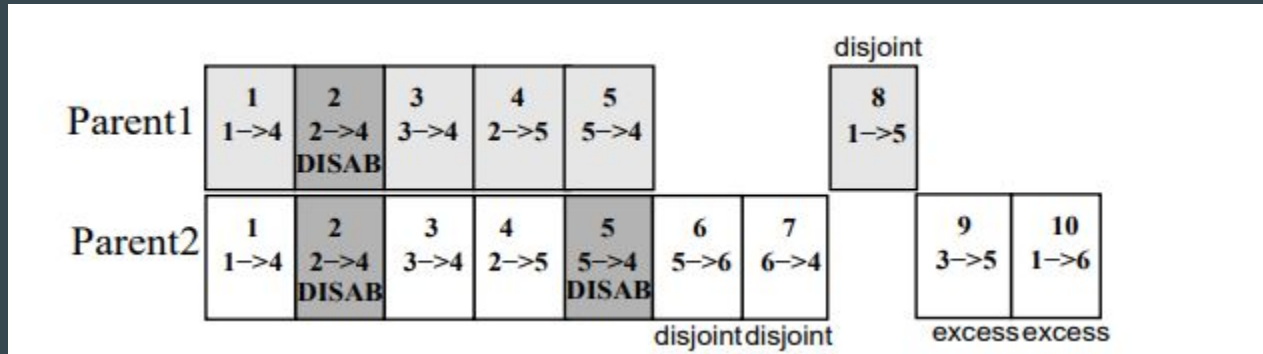 disjoint
Parent1
1 2 3 4 5 8
1->4 2->4 3->4 2->5 5->4 1->5
DISAB
Parent2
1 2 3 4 5 6 7 9 10
1->4 2->4 3->4 2->5 5->4 5->6 6->4 3->5 1->6
DISAB DISAB
disjoint disjoint excess excess